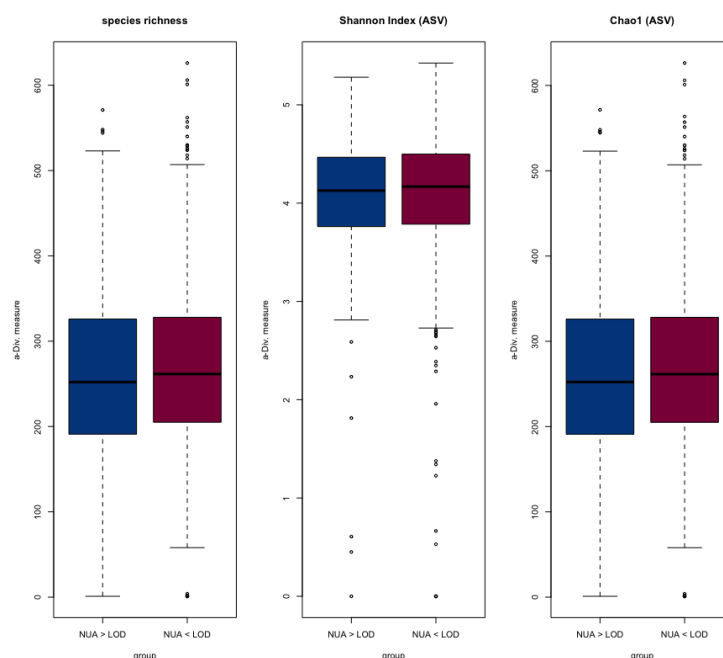 species richness
a-Div. measure
600
500
400
300
200
100
0
NUA > LOD
NUA < LOD
group
Shannon Index (ASV)
a-Div. measure
5
4
3
2
1
0
NUA > LOD
NUA < LOD
group
Chao1 (ASV)
a-Div. measure
600
500
400
300
200
100
0
NUA > LOD
NUA < LOD
group